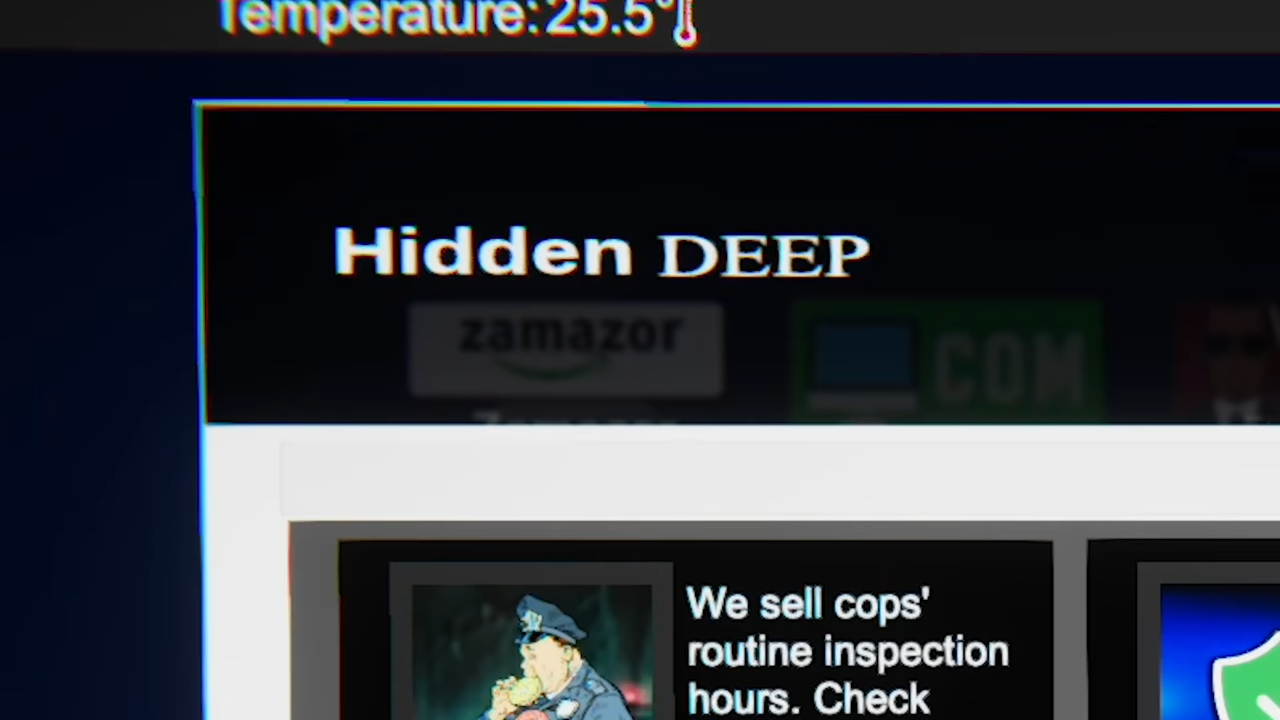 Temperature: 25.5°
Hidden DEEP
zamazor
COM
We sell cops'
routine inspection
hours. Check